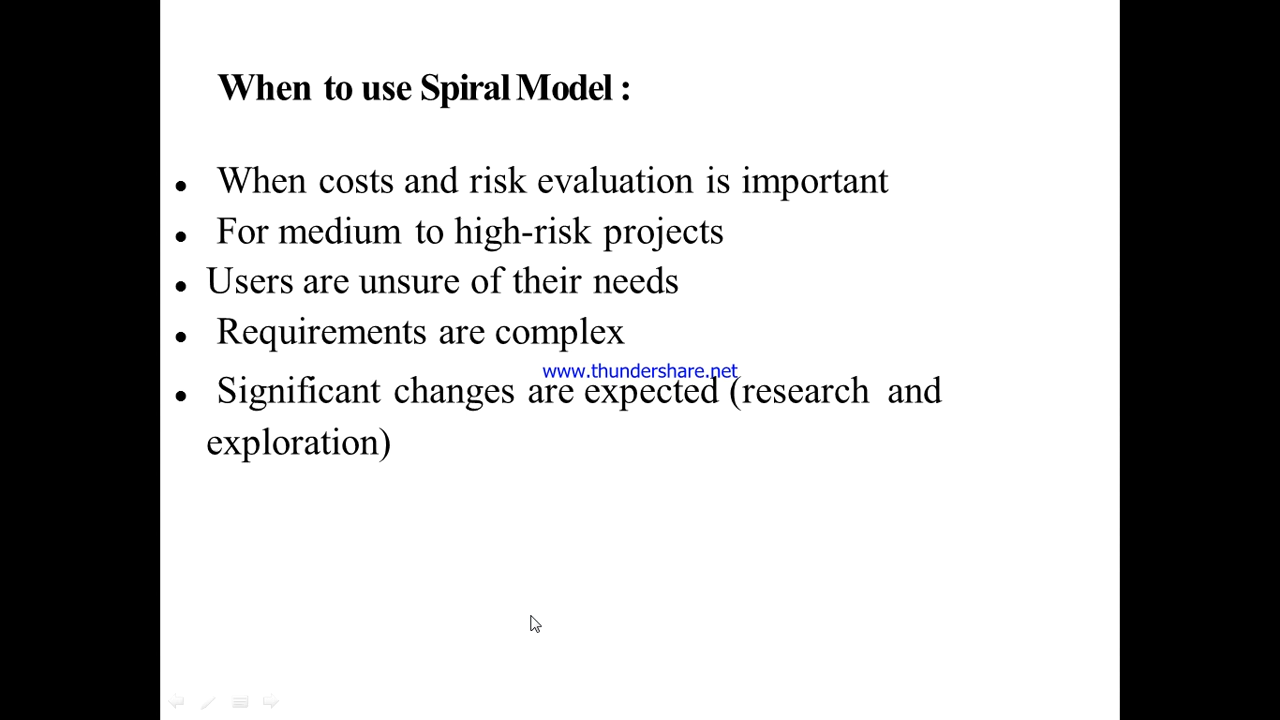 When to use Spiral Model :
• When costs and risk evaluation is important
• For medium to high-risk projects
• Users are unsure of their needs
• Requirements are complex
www.thundershare.net
• Significant changes are expected (research and
exploration)